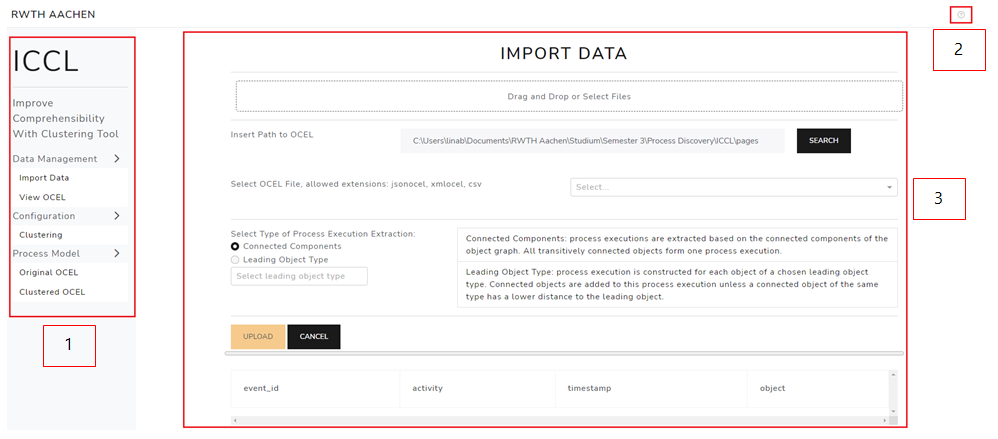 RWTH AACHEN
2
ICCL
Improve
Comprehensibility
With Clustering Tool
Data Management
Import Data
View OCEL
Configuration
Clustering
Process Model
Original OCEL
Clustered OCEL
1
IMPORT DATA
Drag and Drop or Select Files
Insert Path to OCEL
C:\Users\linab\Documents\RWTH Aachen\Studium\Semester 3\Process Discovery\ICCL\pages
SEARCH
Select OCEL File, allowed extensions: jsonocel, xmlocel, csv
Select...
3
Select Type of Process Execution Extraction:
Connected Components
Leading Object Type
Select leading object type
Connected Components: process executions are extracted based on the connected components of the
object graph. All transitively connected objects form one process execution.
Leading Object Type: process execution is constructed for each object of a chosen leading object
type. Connected objects are added to this process execution unless a connected object of the same
type has a lower distance to the leading object.
UPLOAD
CANCEL
event_id activity timestamp object